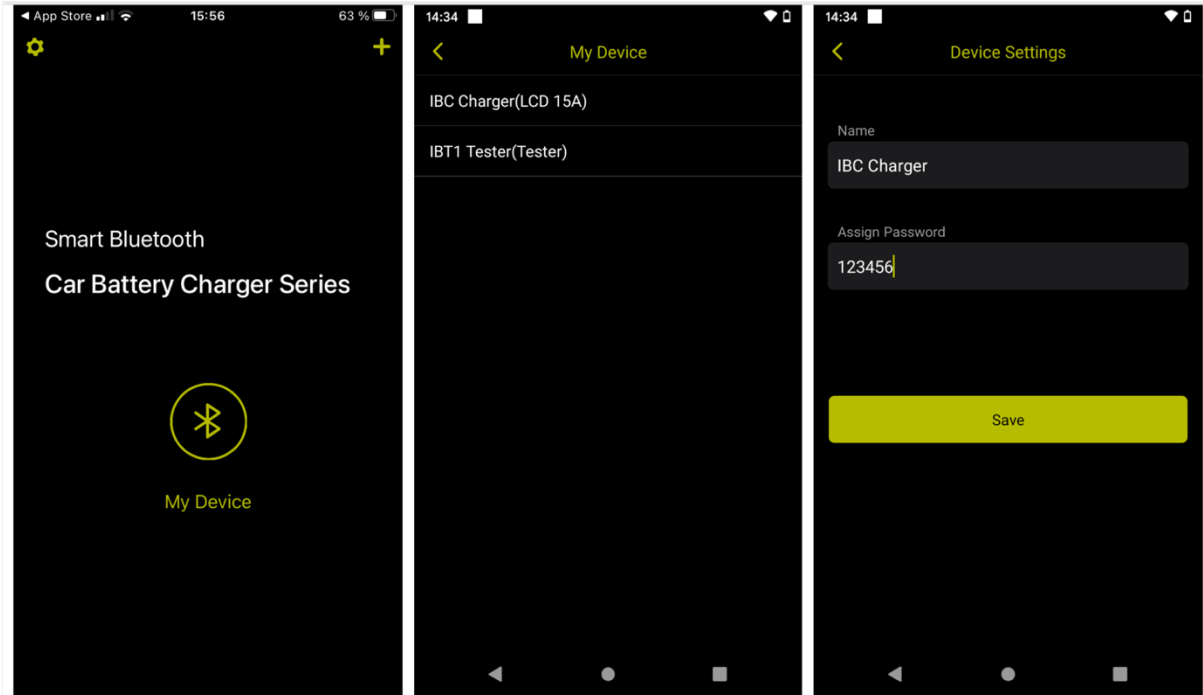 App Store 15:56 63 %
Smart Bluetooth
Car Battery Charger Series
My Device
14:34
My Device
IBC Charger(LCD 15A)
IBT1 Tester(Tester)
14:34
Device Settings
Name
IBC Charger
Assign Password
123456
Save